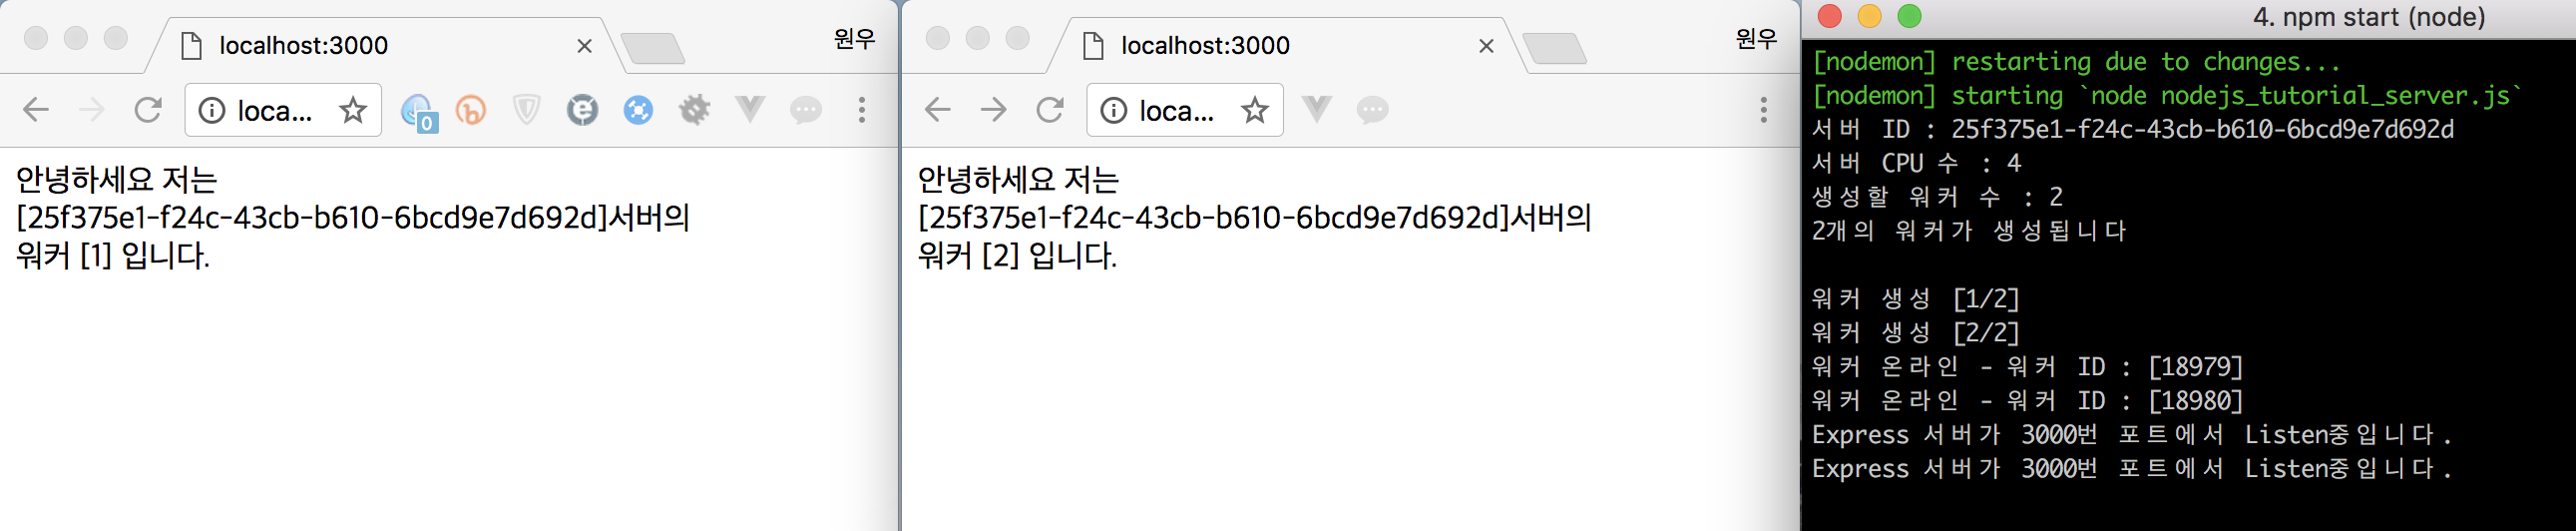 localhost:3000
원우
loca...
0
안녕하세요 저는
[25f375e1-f24c-43cb-b610-6bcd9e7d692d]서버의
워커 [1] 입니다.
localhost:3000
원우
loca...
안녕하세요 저는
[25f375e1-f24c-43cb-b610-6bcd9e7d692d]서버의
워커 [2] 입니다.
4. npm start (node)
[nodemon] restarting due to changes...
[nodemon] starting `node nodejs_tutorial_server.js`
서버 ID : 25f375e1-f24c-43cb-b610-6bcd9e7d692d
서버 CPU 수 : 4
생성할 워커 수 : 2
2개의 워커가 생성됩니다
워커 생성 [1/2]
워커 생성 [2/2]
워커 온라인 - 워커 ID : [18979]
워커 온라인 - 워커 ID : [18980]
Express 서버가 3000번 포트에서 Listen중입니다.
Express 서버가 3000번 포트에서 Listen중입니다.